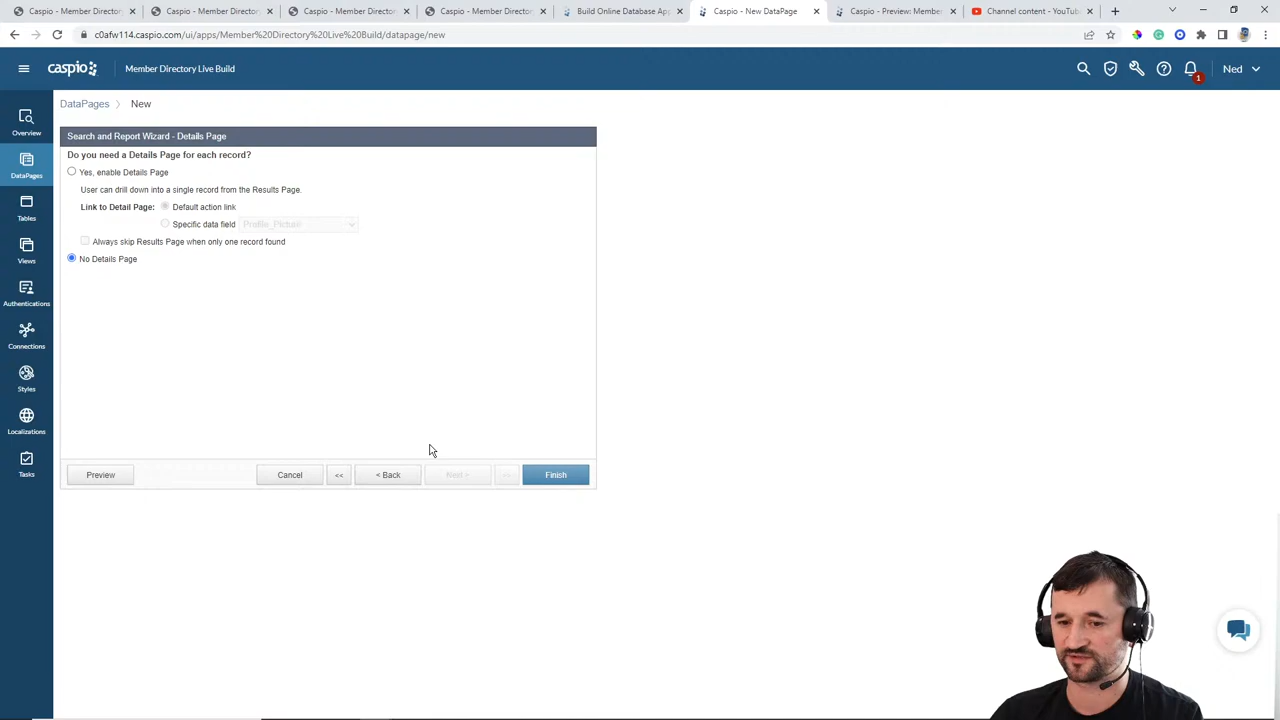 Caspio - Member Directory
Caspio - Member Director
Caspio - Member Director
Caspio - Member Director
Build Online Database App
Caspio - New DataPage
Caspio - Preview: Membe
Channel content - YouTub
c0afw114.caspio.com/ui/apps/Member%20Directory%20Live%20Build/datapage/new
caspio
Member Directory Live Build
1
Ned
DataPages
New
Overview
DataPages
Tables
Views
Authentications
Connections
Styles
Localizations
Tasks
Search and Report Wizard - Details Page
Do you need a Details Page for each record?
Yes, enable Details Page
User can drill down into a single record from the Results Page.
Link to Detail Page:
Default action link
Specific data field
Profile_Picture
Always skip Results Page when only one record found
No Details Page
Preview
Cancel
<<
< Back
Next >
>>
Finish